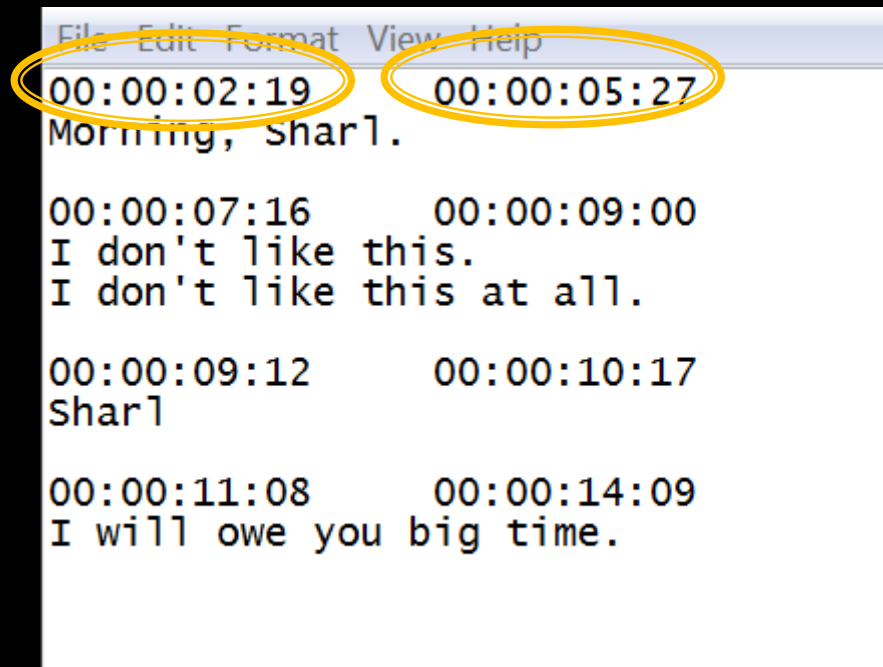 File Edit Format View Help
00:00:02:19 00:00:05:27
Morning, Sharl.
00:00:07:16 00:00:09:00
I don't like this.
I don't like this at all.
00:00:09:12 00:00:10:17
Sharl
00:00:11:08 00:00:14:09
I will owe you big time.